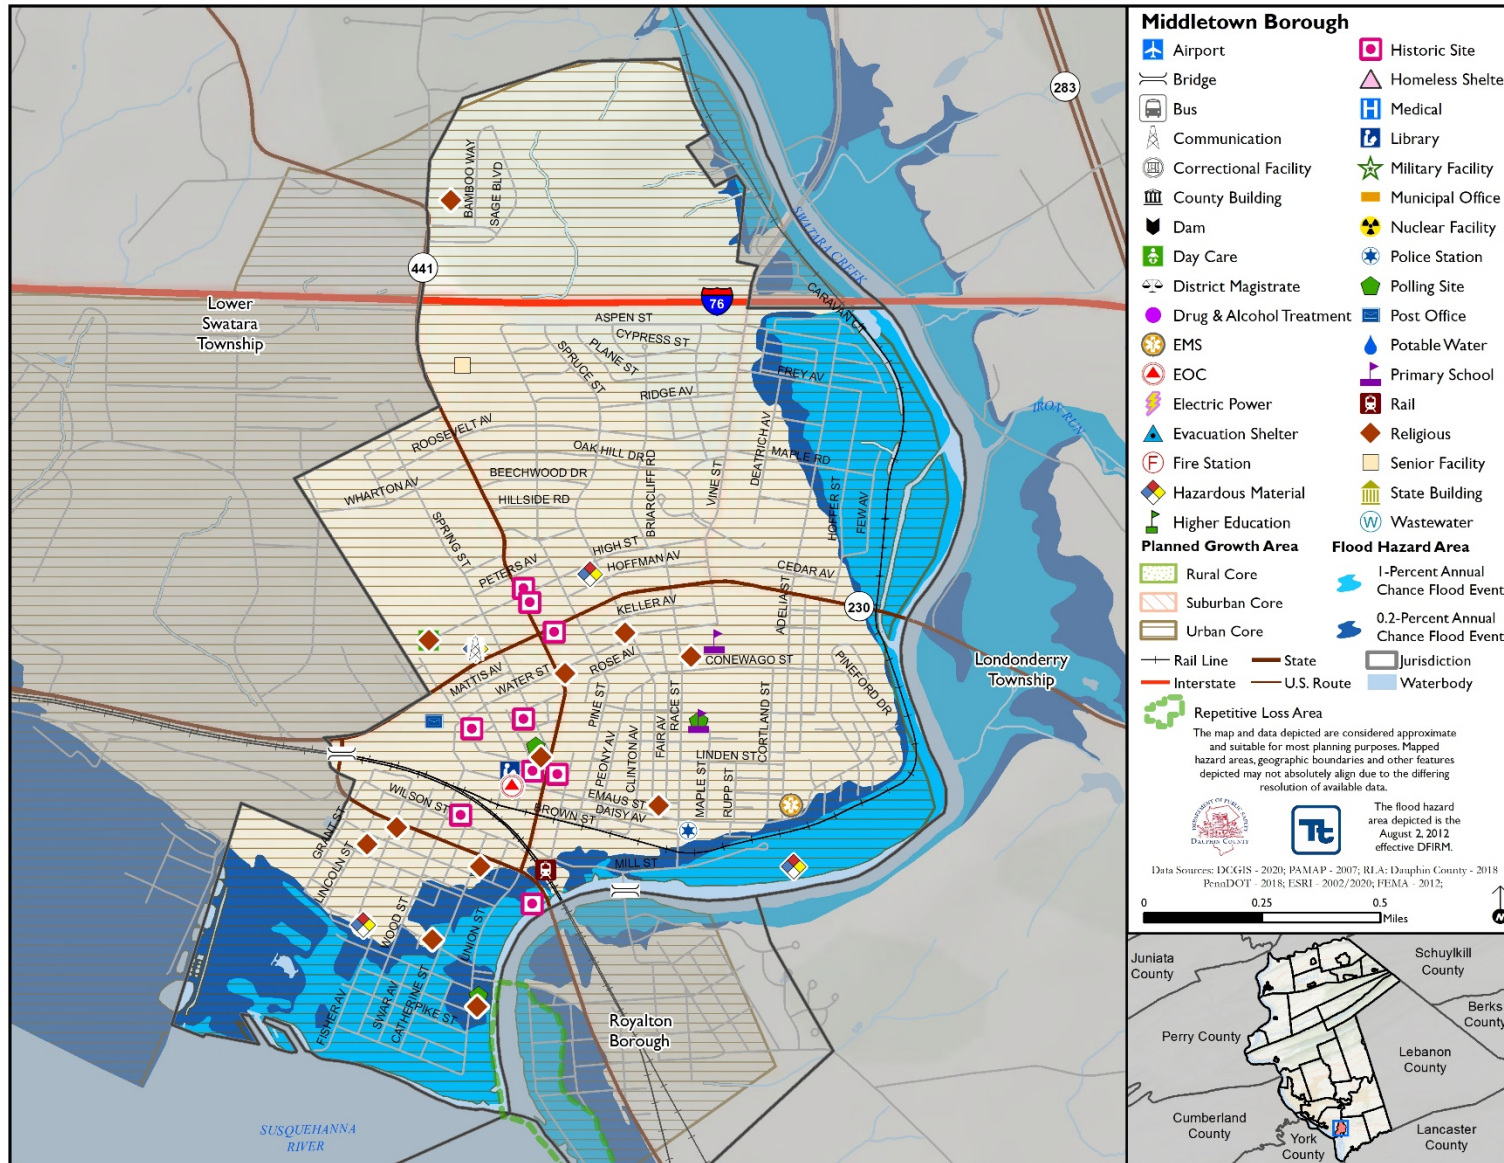 Middletown Borough
Airport
Bridge
Bus
Communication
Correctional Facility
County Building
Dam
Day Care
District Magistrate
Drug & Alcohol Treatment
EMS
EOC
Electric Power
Evacuation Shelter
F Fire Station
Hazardous Material
Higher Education
Historic Site
Homeless Shelte
H Medical
Library
Military Facility
Municipal Office
Nuclear Facility
Police Station
Polling Site
Post Office
Potable Water
Primary School
Rail
Religious
Senior Facility
State Building
W Wastewater
Planned Growth Area
Rural Core
Suburban Core
Urban Core
Flood Hazard Area
1-Percent Annual
Chance Flood Event
0.2-Percent Annual
Chance Flood Event
Rail Line
State
Jurisdiction
Interstate
U.S. Route
Waterbody
Repetitive Loss Area
The map and data depicted are considered approximate
and suitable for most planning purposes. Mapped
hazard areas, geographic boundaries and other features
depicted may not absolutely align due to the differing
resolution of available data.
DEPARTMENT OF PUBLIC SAFETY
DAUPHIN COUNTY
Tt
The flood hazard
area depicted is the
August 2, 2012
effective DFIRM.
Data Sources: DCGIS - 2020; PAMAP - 2007; RLA: Dauphin County - 2018
PennDOT - 2018; ESRI - 2002/2020; FEMA - 2012;
0 0.25 0.5
Miles
N
Juniata
County
Schuylkill
County
Berks
County
Perry County
Lebanon
County
Cumberland
County
York
County
Lancaster
County
283
BAMBOO WAY
SAGE BLVD
SWATARA CREEK
441
Lower
Swatara
Township
76
CARAVAN CT
ASPEN ST
CYPRESS ST
PLANE ST
SPRUCE ST
FREY AV
RIDGE AV
IRON RUN
ROOSEVELT AV
DEATRICH AV
OAK HILL DR
MAPLE RD
BEECHWOOD DR
WHARTON AV
HILLSIDE RD
BRIARCLIFF RD
VINE ST
HOFFER ST
FEW AV
SPRING ST
HIGH ST
HOFFMAN AV
PETERS AV
CEDAR AV
KELLER AV
ADELIA ST
230
ROSE AV
CONEWAGO ST
Londonderry
Township
MATTIS AV
WATER ST
PINEFORD DR
PINE ST
RACE ST
CORTLAND ST
FAIR AV
PEONY AV
CLINTON AV
LINDEN ST
MAPLE ST
RUPP ST
WILSON ST
EMAUS ST
BROWN ST
DAISY AV
GRANT ST
MILL ST
LINCOLN ST
WOOD ST
UNION ST
FISHER AV
SWAR AV
CATHERINE ST
PIKE ST
Royalton
Borough
SUSQUEHANNA
RIVER